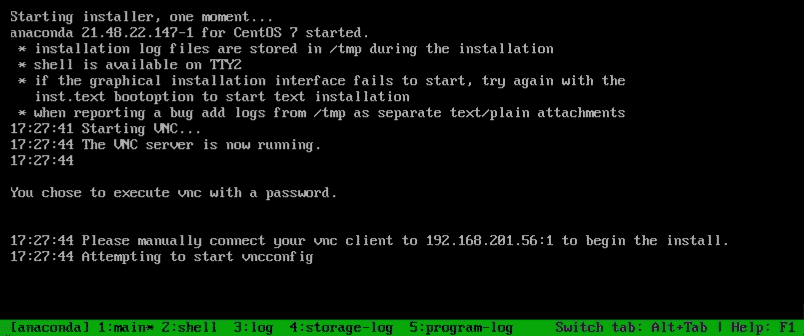 Starting installer, one moment...
anaconda 21.48.22.147-1 for CentOS 7 started.
* installation log files are stored in /tmp during the installation
* shell is available on TTY2
* if the graphical installation interface fails to start, try again with the
inst.text bootoption to start text installation
* when reporting a bug add logs from /tmp as separate text/plain attachments
17:27:41 Starting VNC...
17:27:44 The VNC server is now running.
17:27:44
You chose to execute vnc with a password.
17:27:44 Please manually connect your vnc client to 192.168.201.56:1 to begin the install.
17:27:44 Attempting to start vncconfig
[anaconda] 1:main* 2:shell  3:log  4:storage-log  5:program-log     Switch tab: Alt+Tab | Help: F1